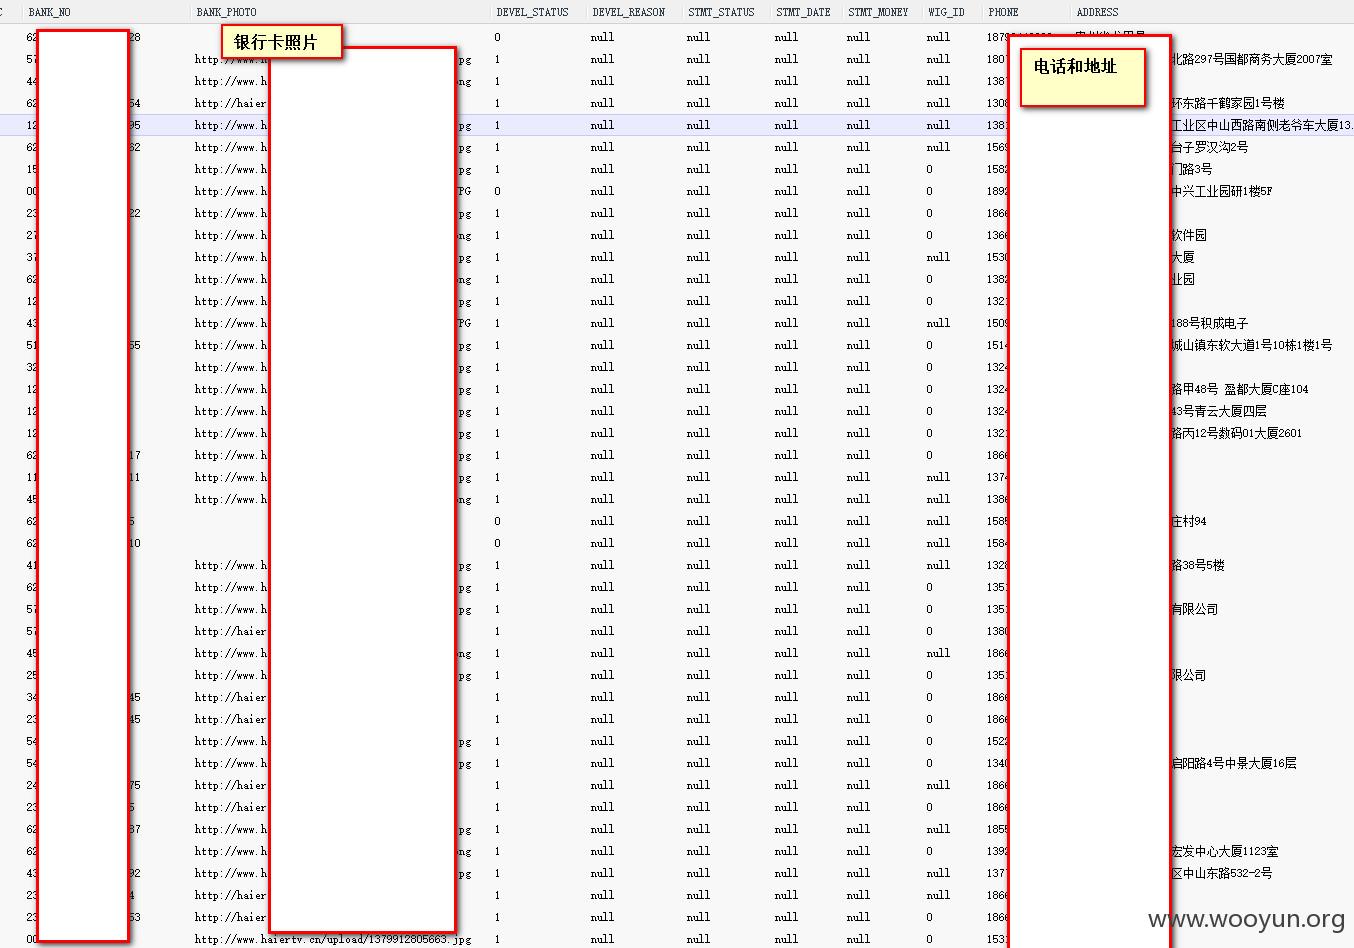 BANK_NO BANK_PHOTO DEVEL_STATUS DEVEL_REASON STMT_STATUS STMT_DATE STMT_MONEY WIG_ID PHONE ADDRESS
银行卡照片
电话和地址
62 28 0 null null null null null
57 http://www.h pg 1 null null null null null 1807 北路297号国都商务大厦2007室
44 http://www.h ng 1 null null null null null 1387
62 54 http://haier 1 null null null null null 1308 环东路千鹤家园1号楼
12 95 http://www.h pg 1 null null null null null 1381 工业区中山西路南侧老爷车大厦13.
62 62 http://www.h pg 1 null null null null null 1569 台子罗汉沟2号
15 http://www.h pg 1 null null null null 0 1582 门路3号
00 http://www.h PG 0 null null null null 0 1892 中兴工业园研1楼5F
23 22 http://www.h pg 1 null null null null 0 1866
27 http://www.h ng 1 null null null null 0 1366 软件园
37 http://www.h pg 1 null null null null null 1530 大厦
62 http://www.h ng 1 null null null null 0 1382 业园
12 http://www.h pg 1 null null null null 0 1321
43 http://www.h PG 1 null null null null null 1509 188号积成电子
51 55 http://www.h pg 1 null null null null 0 1514 城山镇东软大道1号10栋1楼1号
32 http://www.h pg 1 null null null null 0 1324
12 http://www.h pg 1 null null null null 0 1324 路甲48号 盈都大厦C座104
12 http://www.h pg 1 null null null null 0 1324 43号青云大厦四层
12 http://www.h pg 1 null null null null 0 1321 路丙12号数码01大厦2601
62 17 http://www.h pg 1 null null null null 0 1866
11 11 http://www.h pg 1 null null null null null 1374
45 http://www.h ng 1 null null null null null 1386
62 5 0 null null null null null 1585 庄村94
62 10 0 null null null null null 1584
41 http://www.h pg 1 null null null null null 1328 路38号5楼
62 http://www.h pg 1 null null null null 0 1351
57 http://www.h pg 1 null null null null 0 1351 有限公司
57 http://haier 1 null null null null 0 1380
45 http://www.h ng 1 null null null null null 1866
25 http://www.h pg 1 null null null null 0 1351 限公司
34 45 http://haier 1 null null null null 0 1866
23 45 http://haier 1 null null null null 0 1866
54 http://www.h pg 1 null null null null 0 1522
54 http://www.h pg 1 null null null null 0 1340 启阳路4号中景大厦16层
24 75 http://haier 1 null null null null null 1866
23 5 http://haier 1 null null null null 0 1866
62 37 http://www.h pg 1 null null null null null 1855
62 http://www.h ng 1 null null null null 0 1392 宏发中心大厦1123室
43 92 http://www.h pg 1 null null null null null 1377 区中山东路532-2号
23 4 http://haier 1 null null null null null 1866
23 53 http://haier 1 null null null null 0 1866
00 http://www.haiertv.cn/upload/1379912805663.jpg 1 null null null null 0 1531
www.wooyun.org